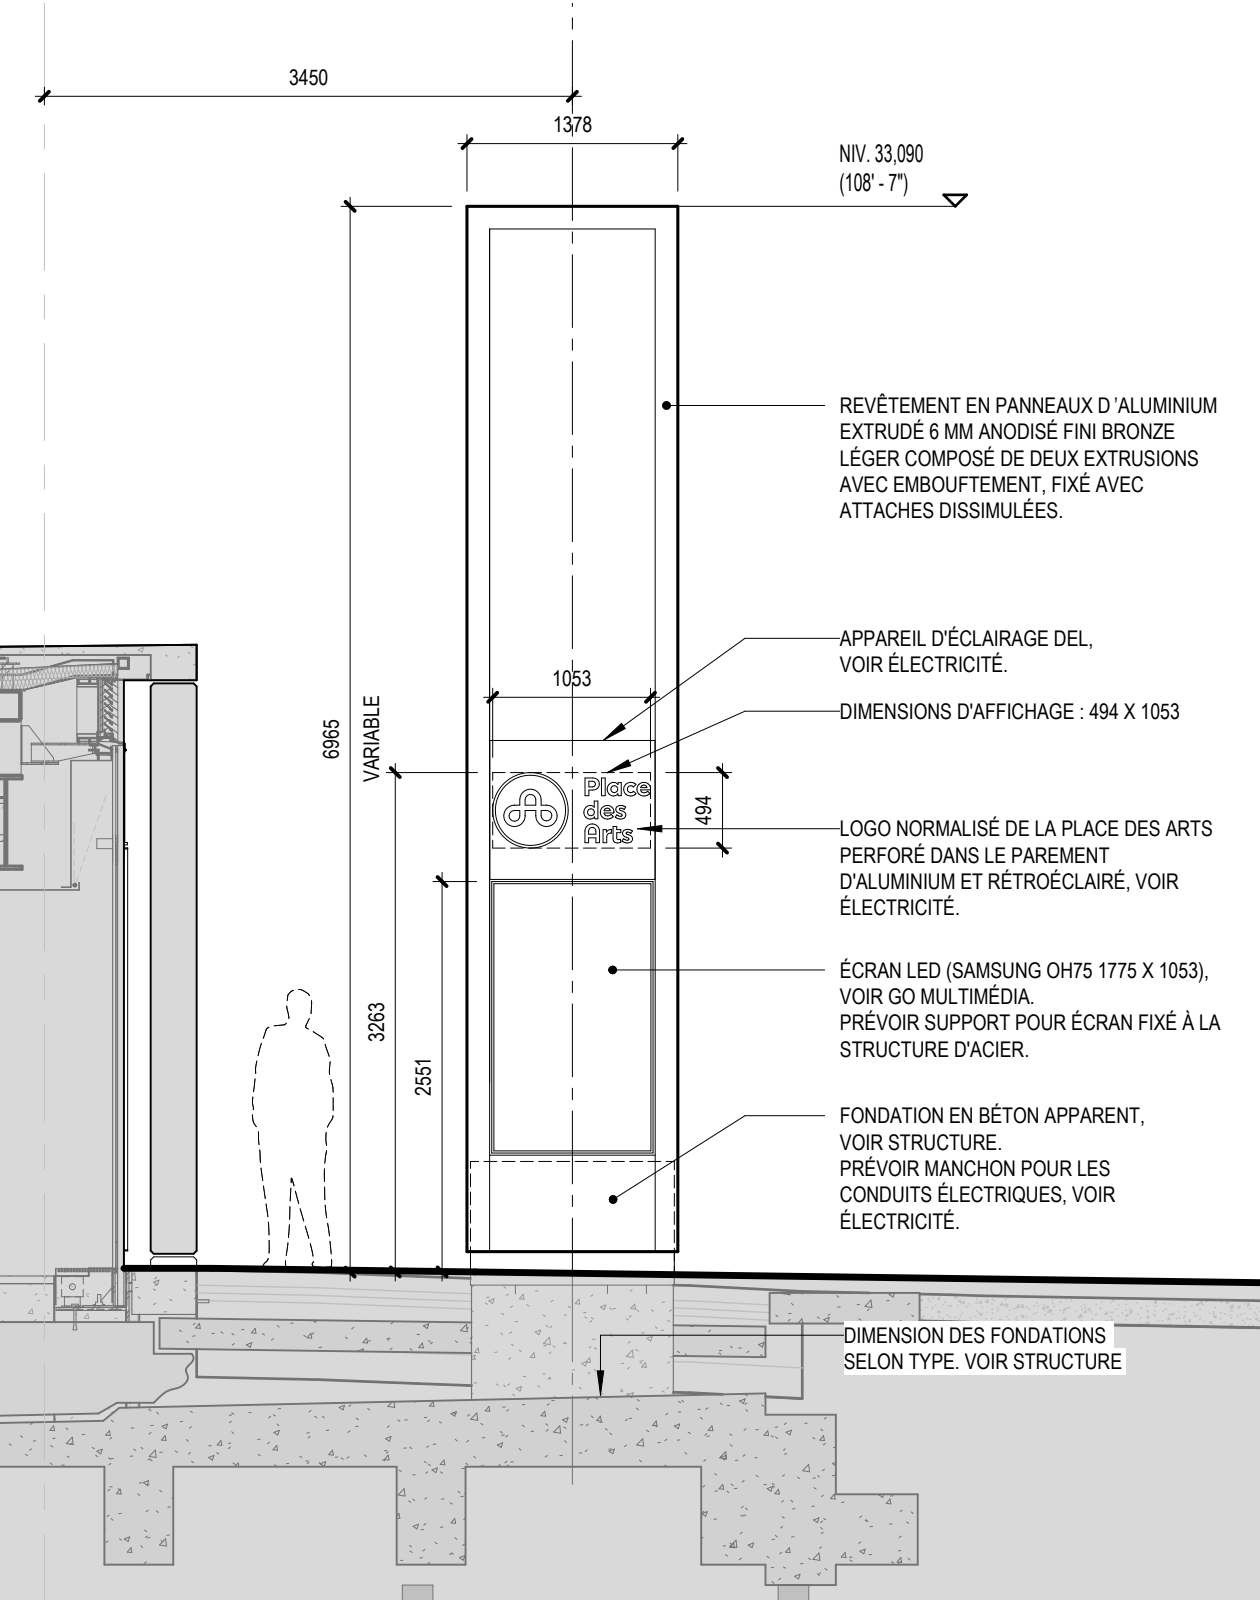 3450
1378
NIV. 33,090
(108' - 7")
REVÊTEMENT EN PANNEAUX D 'ALUMINIUM
EXTRUDÉ 6 MM ANODISÉ FINI BRONZE
LÉGER COMPOSÉ DE DEUX EXTRUSIONS
AVEC EMBOUFTEMENT, FIXÉ AVEC
ATTACHES DISSIMULÉES.
APPAREIL D'ÉCLAIRAGE DEL,
VOIR ÉLECTRICITÉ.
1053
DIMENSIONS D'AFFICHAGE : 494 X 1053
6965
VARIABLE
Place
des
Arts
494
LOGO NORMALISÉ DE LA PLACE DES ARTS
PERFORÉ DANS LE PAREMENT
D'ALUMINIUM ET RÉTROÉCLAIRÉ, VOIR
ÉLECTRICITÉ.
ÉCRAN LED (SAMSUNG OH75 1775 X 1053),
VOIR GO MULTIMÉDIA.
PRÉVOIR SUPPORT POUR ÉCRAN FIXÉ À LA
STRUCTURE D'ACIER.
3263
2551
FONDATION EN BÉTON APPARENT,
VOIR STRUCTURE.
PRÉVOIR MANCHON POUR LES
CONDUITS ÉLECTRIQUES, VOIR
ÉLECTRICITÉ.
DIMENSION DES FONDATIONS
SELON TYPE. VOIR STRUCTURE